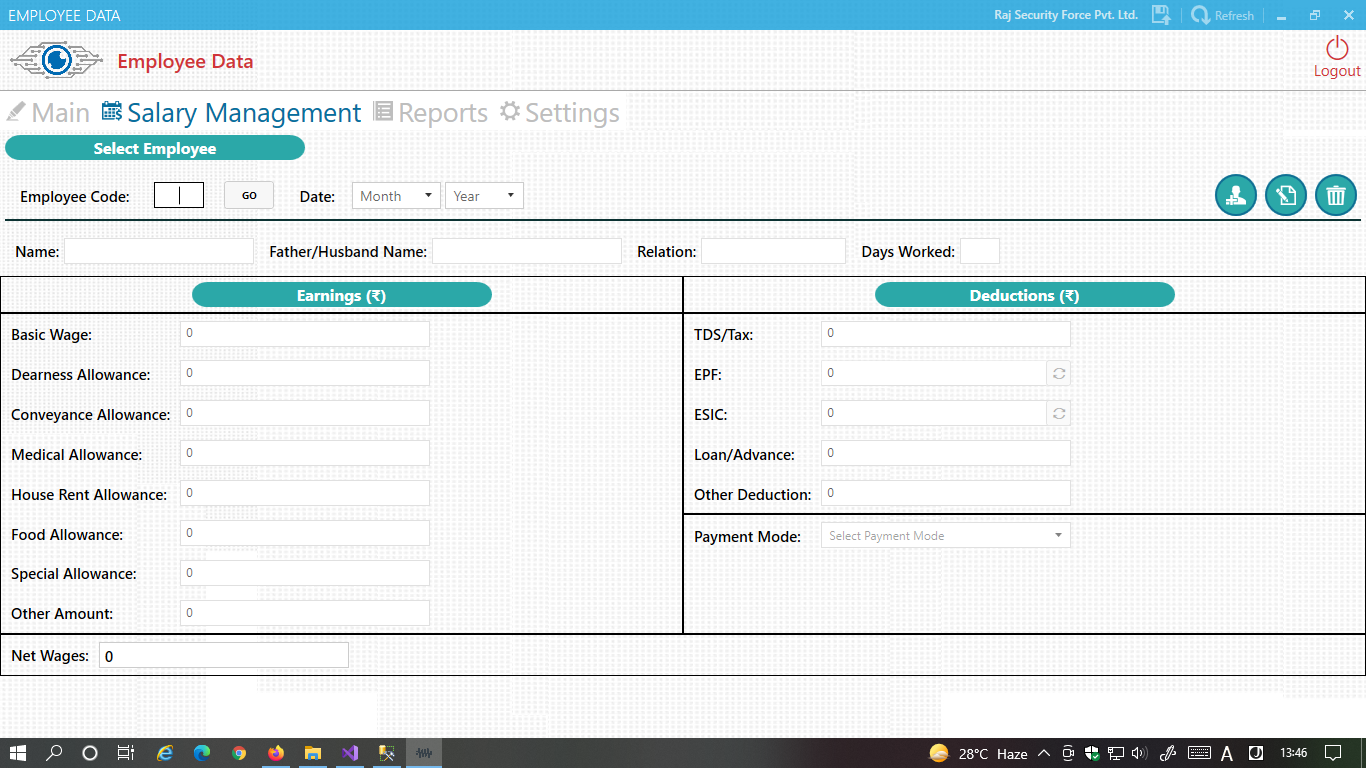 EMPLOYEE DATA
Raj Security Force Pvt. Ltd.
Refresh
Employee Data
Logout
Main Salary Management Reports Settings
Select Employee
Employee Code: GO Date: Month Year
Name: Father/Husband Name: Relation: Days Worked:
Earnings (₹)
Deductions (₹)
Basic Wage: 0
TDS/Tax: 0
Dearness Allowance: 0
EPF: 0
Conveyance Allowance: 0
ESIC: 0
Medical Allowance: 0
Loan/Advance: 0
House Rent Allowance: 0
Other Deduction: 0
Food Allowance: 0
Payment Mode: Select Payment Mode
Special Allowance: 0
Other Amount: 0
Net Wages: 0
28°C Haze A 13:46